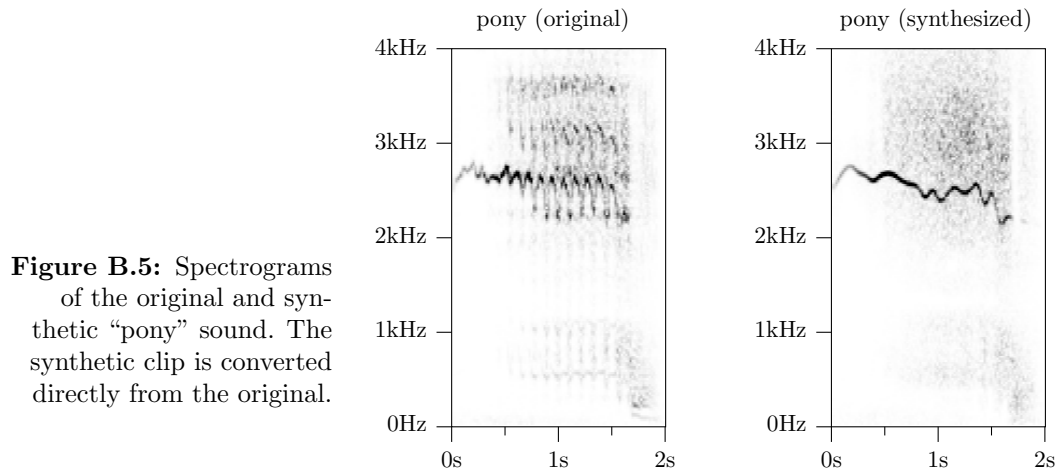 pony (original)
4kHz
3kHz
2kHz
1kHz
0Hz
0s
1s
2s
pony (synthesized)
4kHz
3kHz
2kHz
1kHz
0Hz
0s
1s
2s
Figure B.5: Spectrograms
of the original and syn-
thetic “pony” sound. The
synthetic clip is converted
directly from the original.